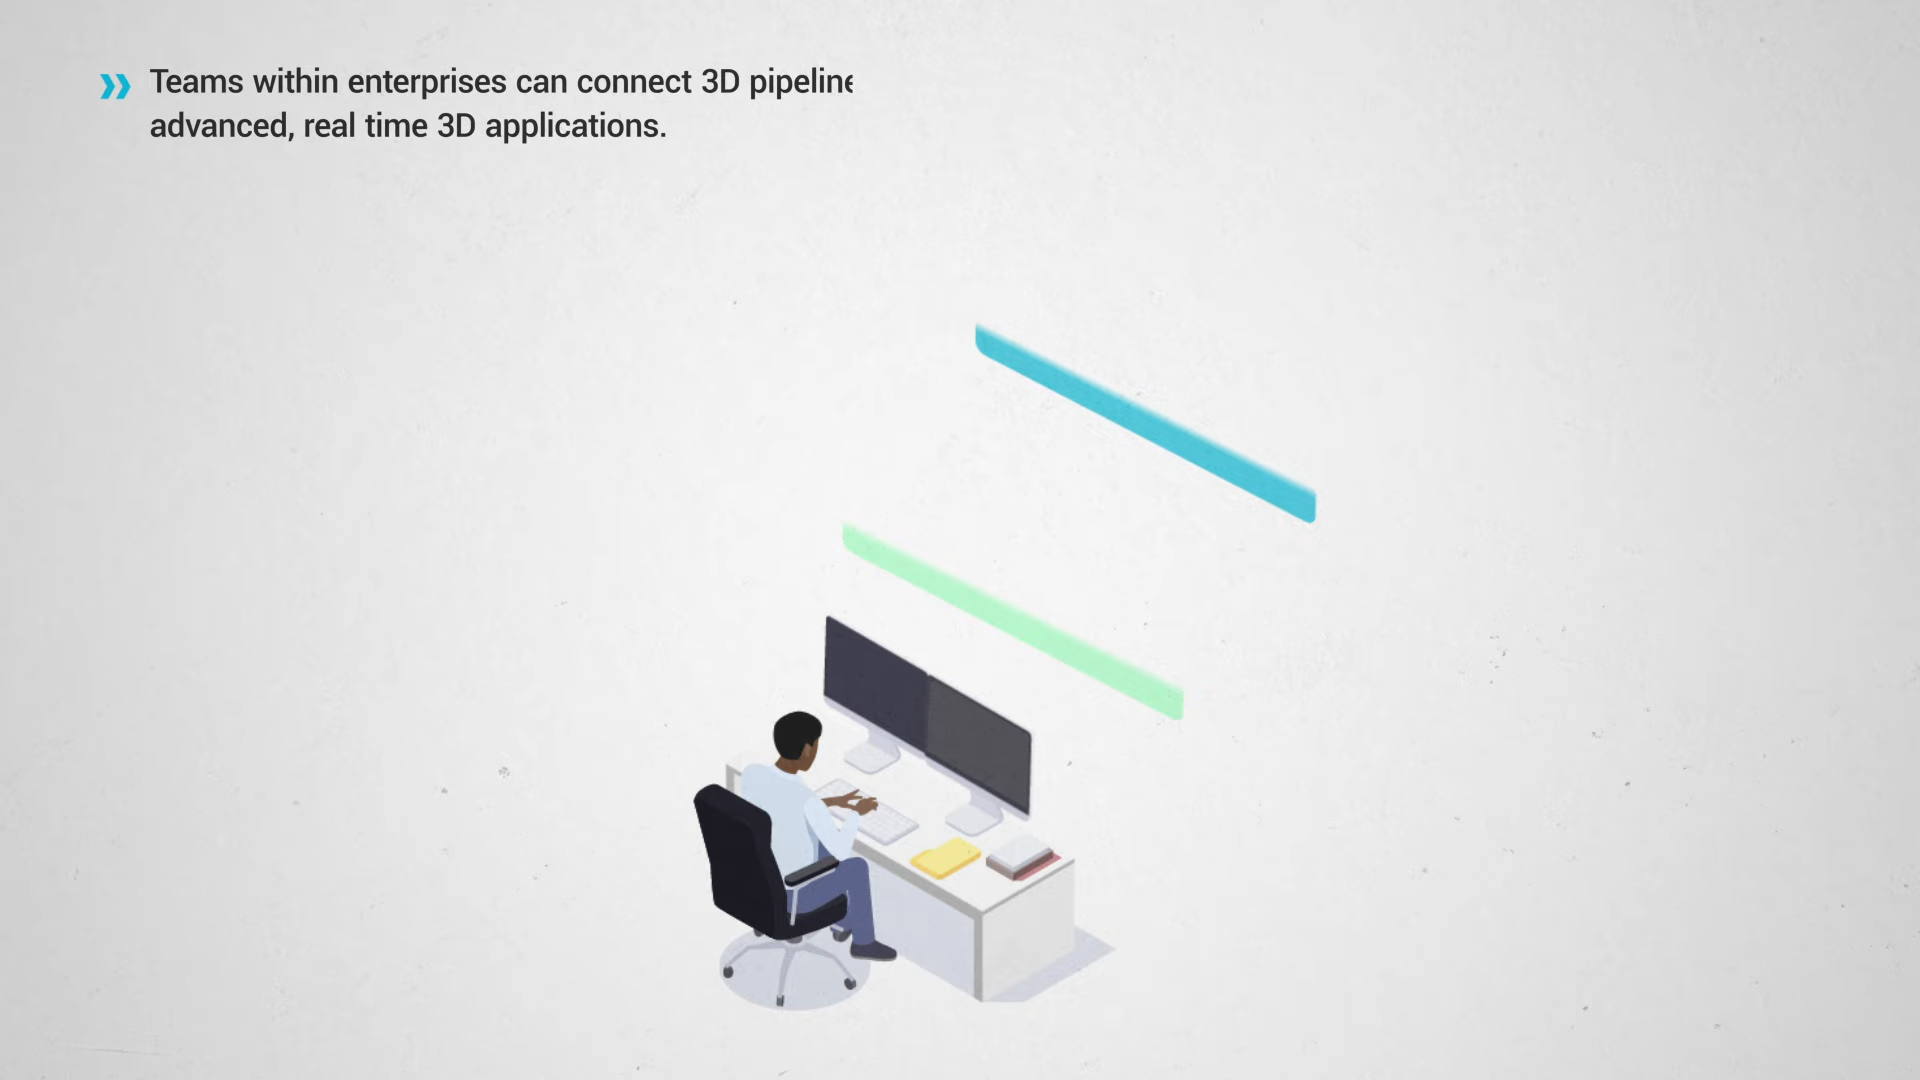 Teams within enterprises can connect 3D pipeline
advanced, real time 3D applications.